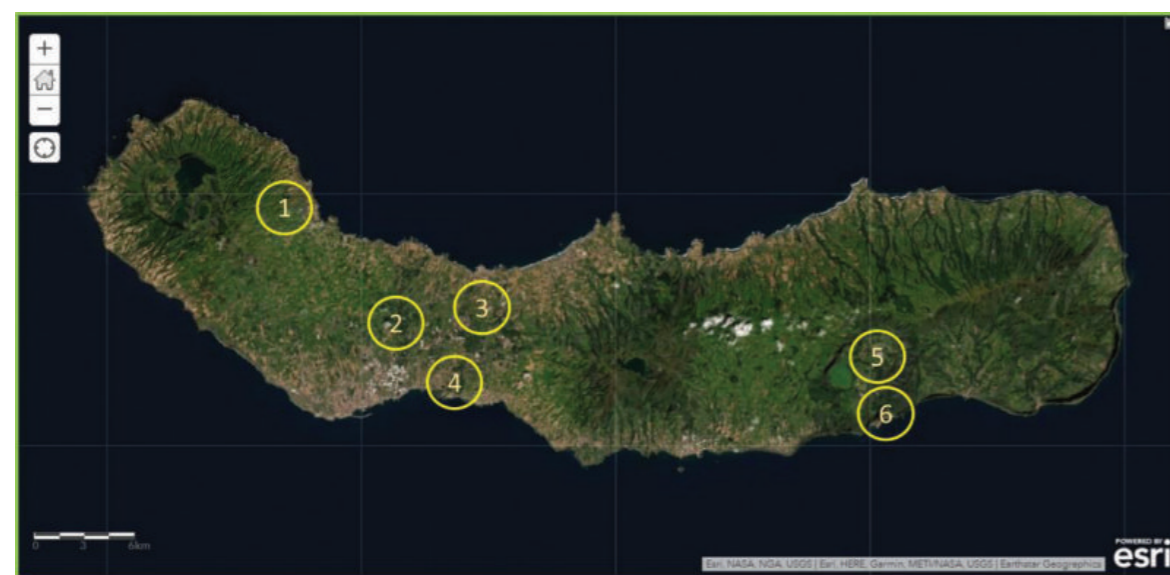 1
2
3
4
5
6
0 3 6km
Esri, NASA, NGA, USGS | Esri, HERE, Garmin, METI/NASA, USGS | Earthstar Geographics
POWERED BY
esri